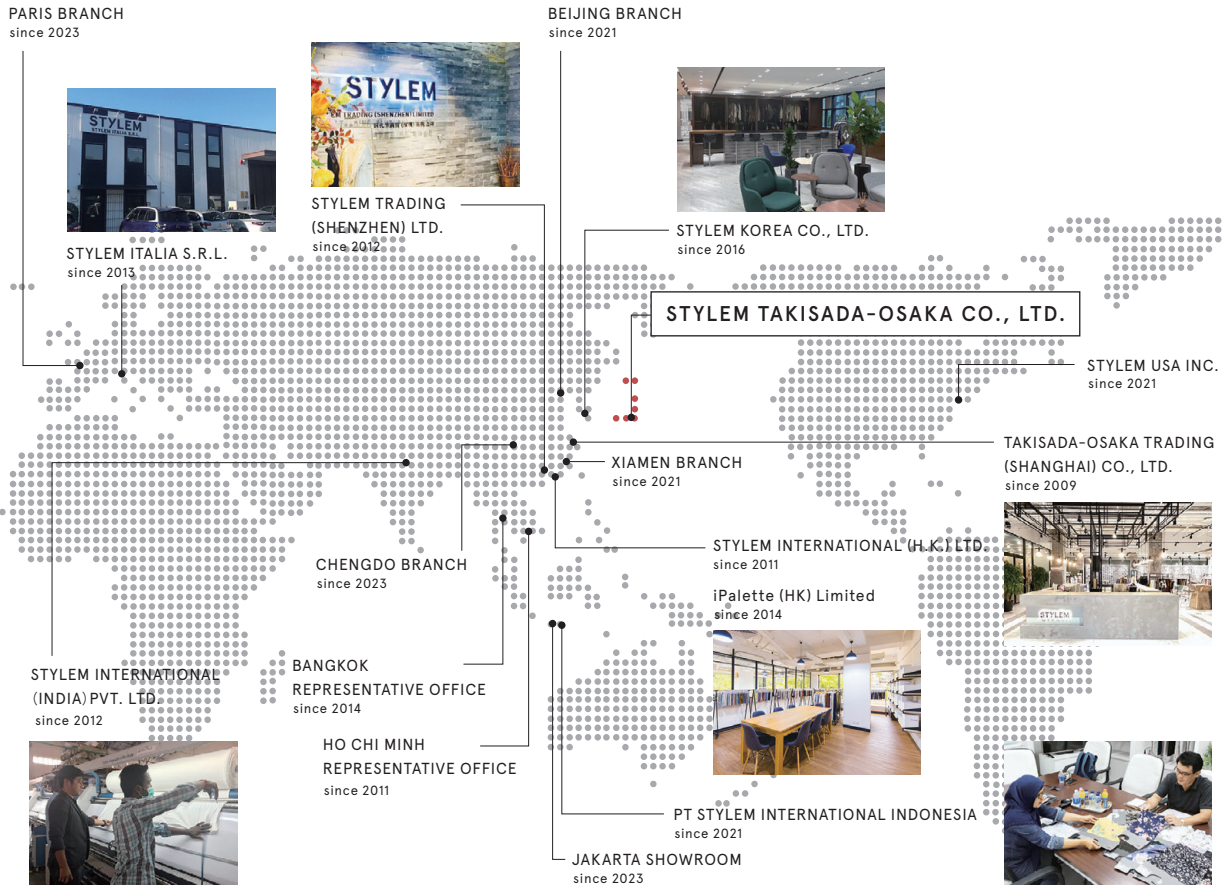 PARIS BRANCH
since 2023
BEIJING BRANCH
since 2021
STYLEM
STYLEM ITALIA S.R.L.
STYLEM
TRADING (SHENZHEN) LIMITED
STYLEM TRADING
(SHENZHEN) LTD.
since 2012
STYLEM KOREA CO., LTD.
since 2016
STYLEM ITALIA S.R.L.
since 2013
STYLEM TAKISADA-OSAKA CO., LTD.
STYLEM USA INC.
since 2021
TAKISADA-OSAKA TRADING
(SHANGHAI) CO., LTD.
since 2009
XIAMEN BRANCH
since 2021
STYLEM INTERNATIONAL (H.K.) LTD.
since 2011
CHENGDO BRANCH
since 2023
iPalette (HK) Limited
since 2014
STYLEM
STYLEM INTERNATIONAL
(INDIA) PVT. LTD.
since 2012
BANGKOK
REPRESENTATIVE OFFICE
since 2014
HO CHI MINH
REPRESENTATIVE OFFICE
since 2011
PT STYLEM INTERNATIONAL INDONESIA
since 2021
JAKARTA SHOWROOM
since 2023